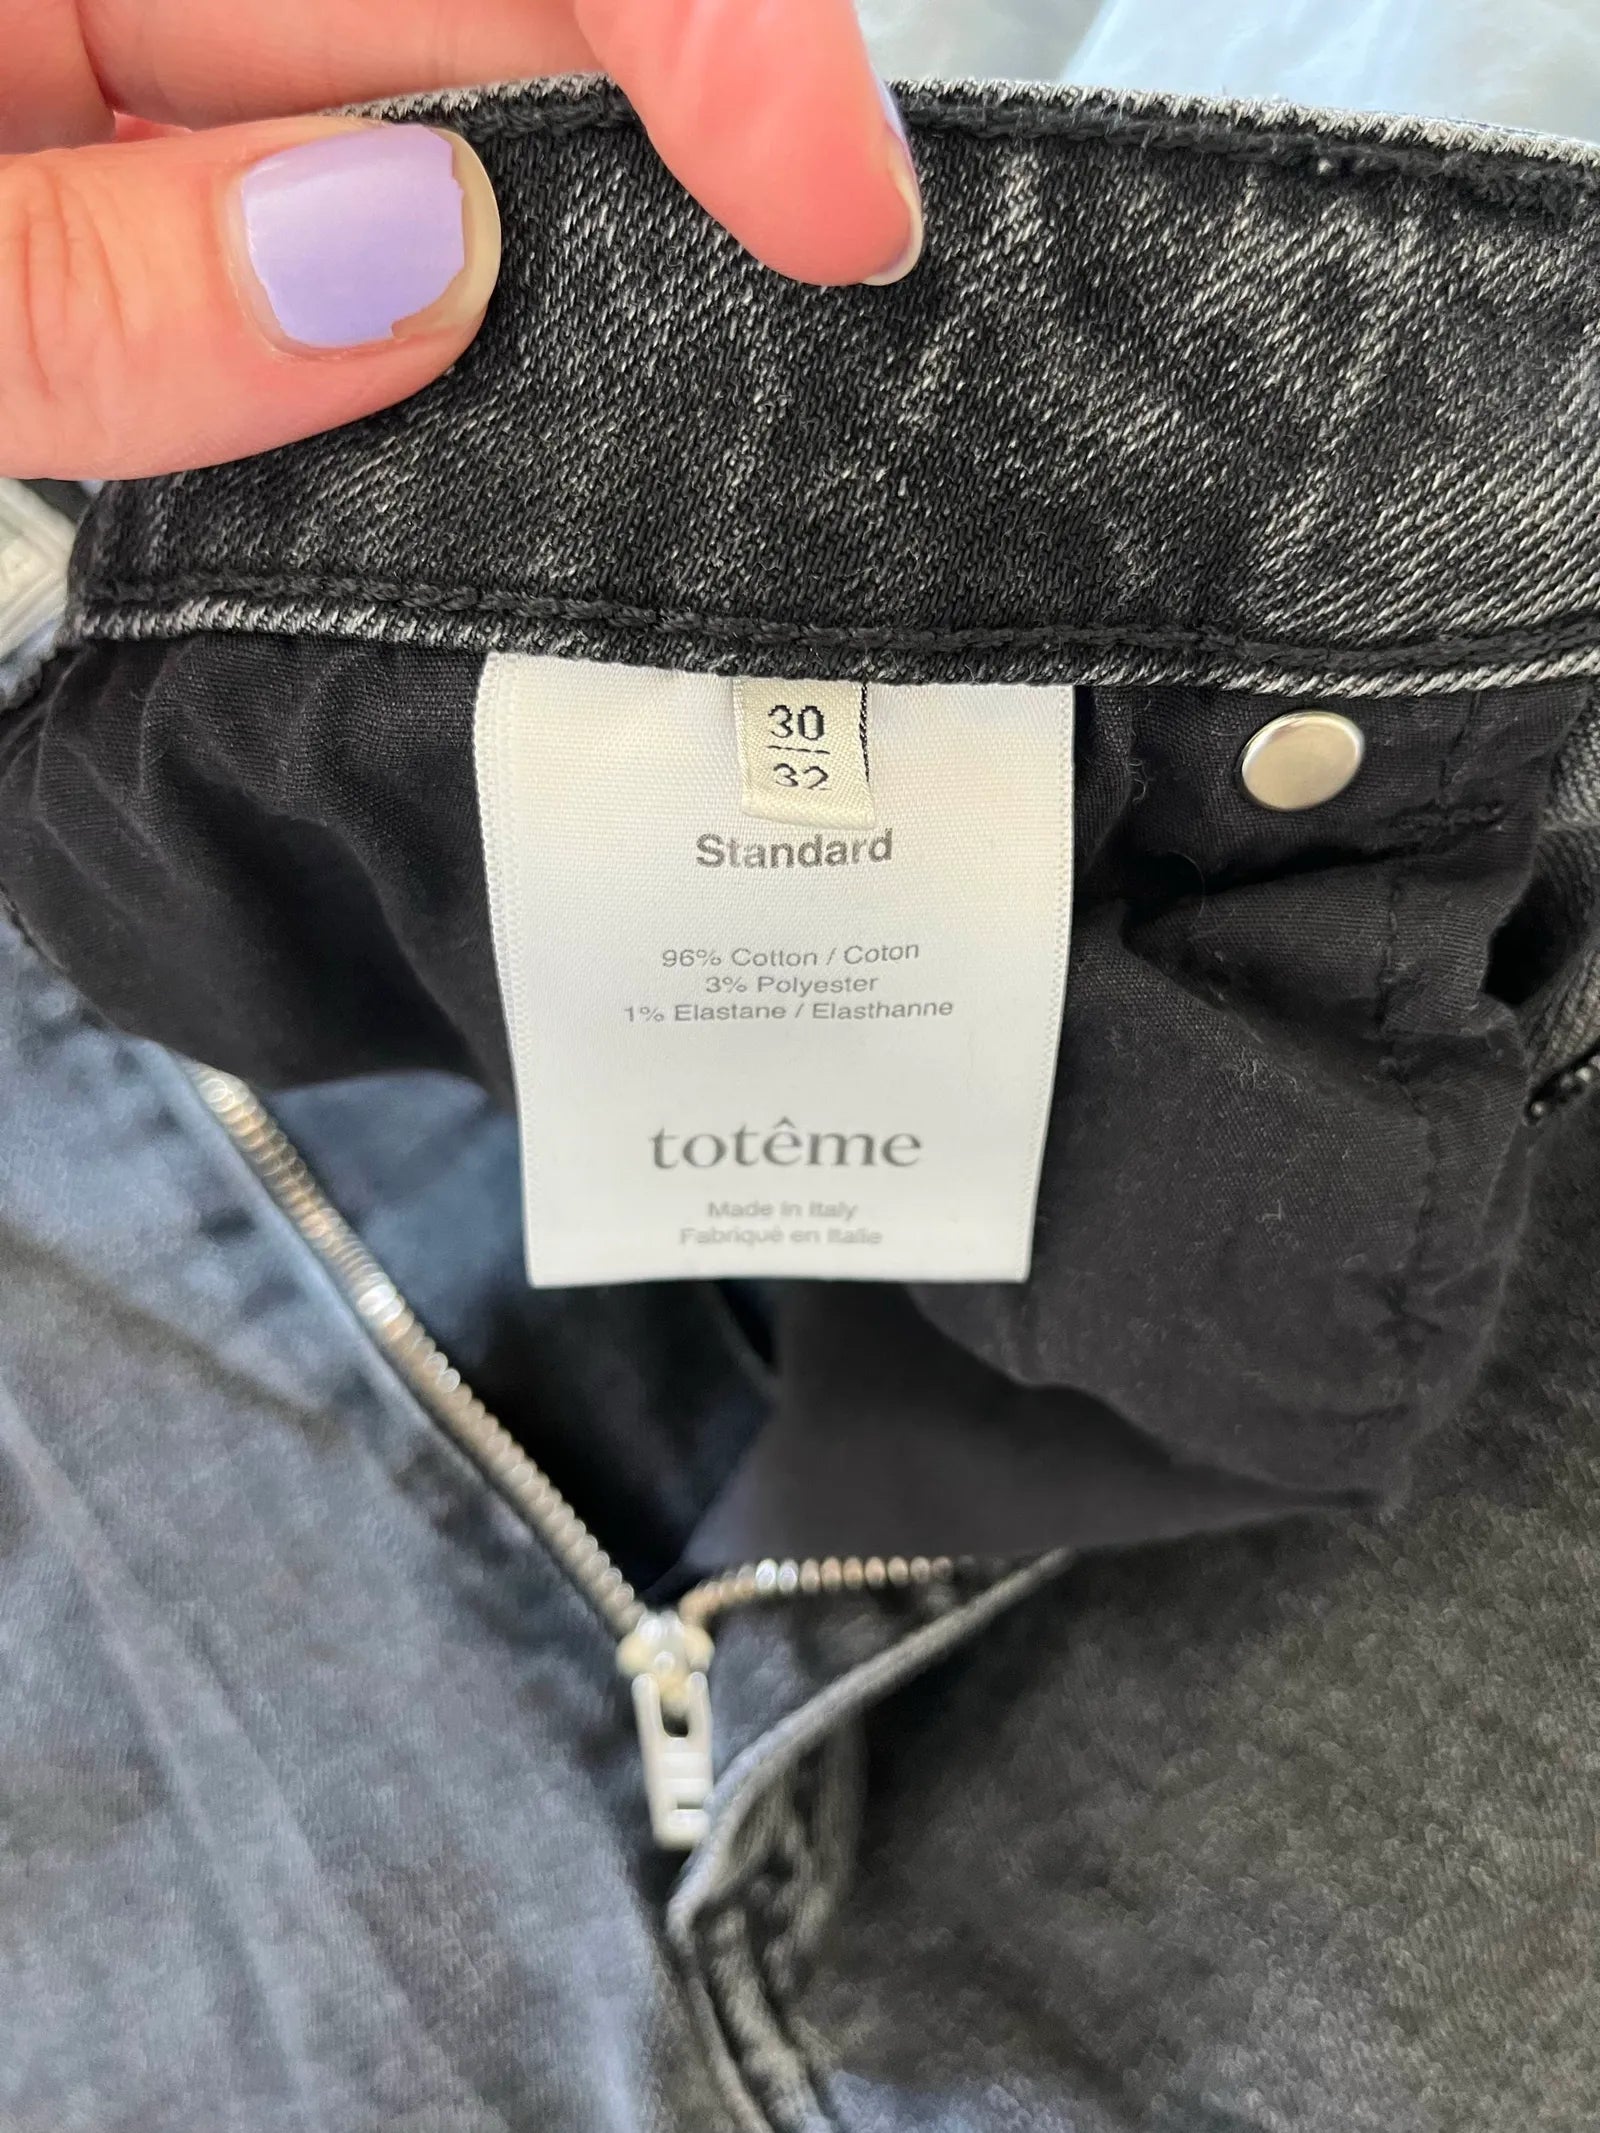 30
32
Standard
96% Cotton / Coton
3% Polyester
1% Elastane / Elasthanne
totême
Made in Italy
Fabriqué en Italie